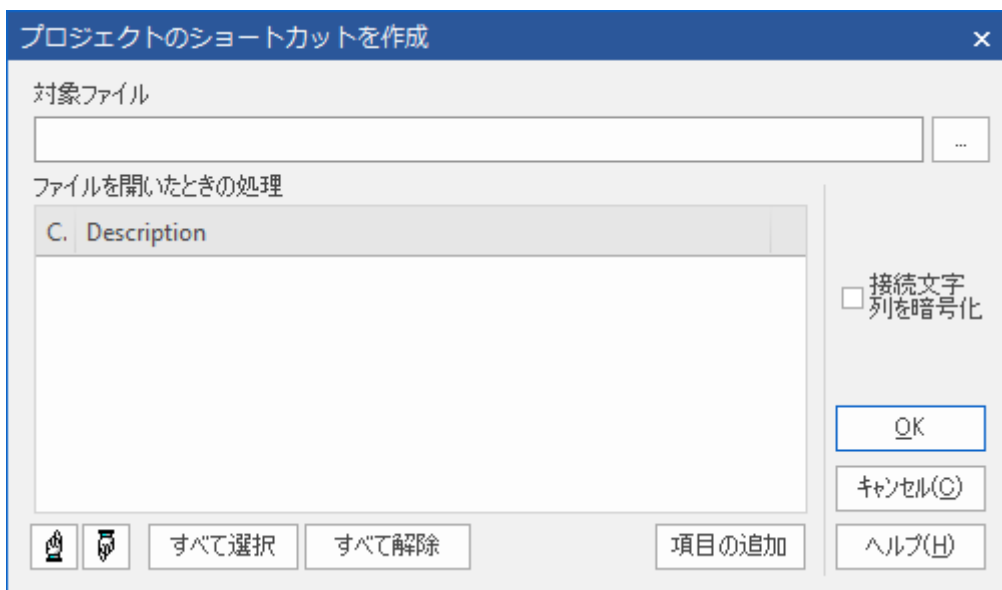 プロジェクトのショートカットを作成
対象ファイル
...
ファイルを開いたときの処理
C. Description
接続文字
列を暗号化
OK
キャンセル(C)
すべて選択 すべて解除 項目の追加 ヘルプ(H)